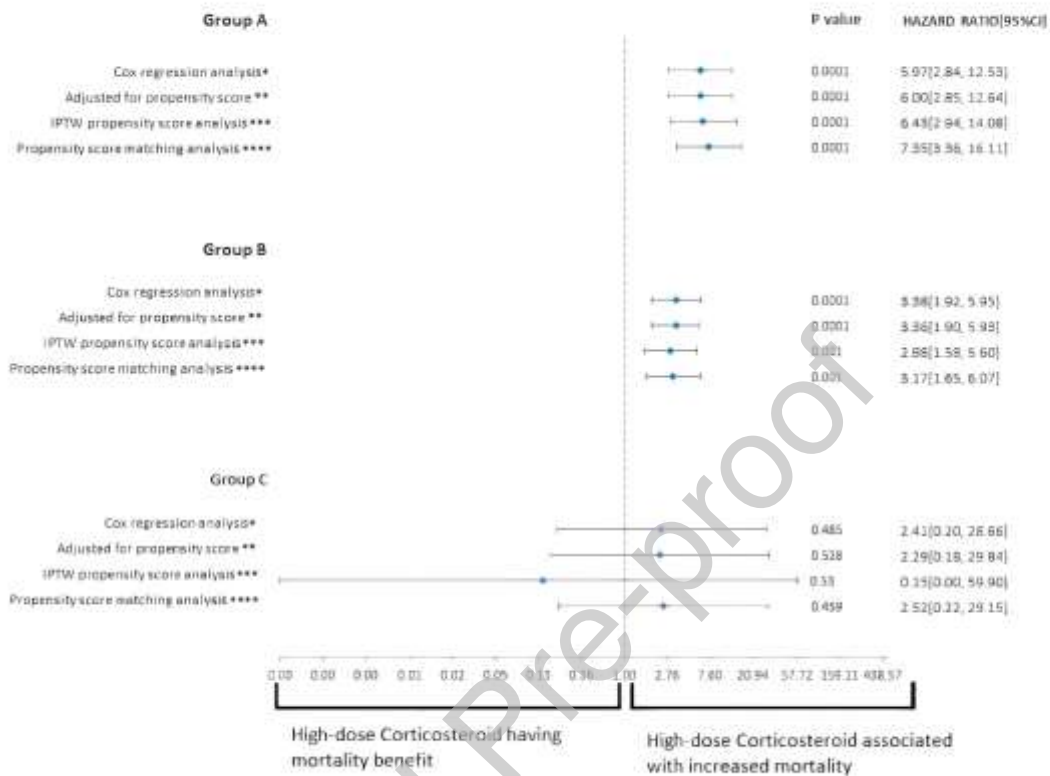 Group A P value HAZARD RATIO[95%CI]
Cox regression analysis* 0.0001 5.97[2.84, 12.53]
Adjusted for propensity score ** 0.0001 6.00[2.85, 12.64]
IPTW propensity score analysis*** 0.0001 6.43[2.94, 14.08]
Propensity score matching analysis **** 0.0001 7.35[3.36, 16.11]
Group B
Cox regression analysis* 0.0001 3.38[1.92, 5.95]
Adjusted for propensity score ** 0.0001 3.36[1.90, 5.93]
IPTW propensity score analysis*** 0.001 2.98[1.59, 5.60]
Propensity score matching analysis **** 0.001 3.17[1.65, 6.07]
Group C
Cox regression analysis* 0.485 2.41[0.20, 28.66]
Adjusted for propensity score ** 0.528 2.29[0.18, 29.84]
IPTW propensity score analysis*** 0.53 0.15[0.00, 59.90]
Propensity score matching analysis **** 0.459 2.52[0.22, 29.15]
0.00 0.00 0.00 0.01 0.02 0.05 0.13 0.36 1.00 2.76 7.60 20.94 57.72 159.11 438.57
High-dose Corticosteroid having
mortality benefit
High-dose Corticosteroid associated
with increased mortality
Pre-proof